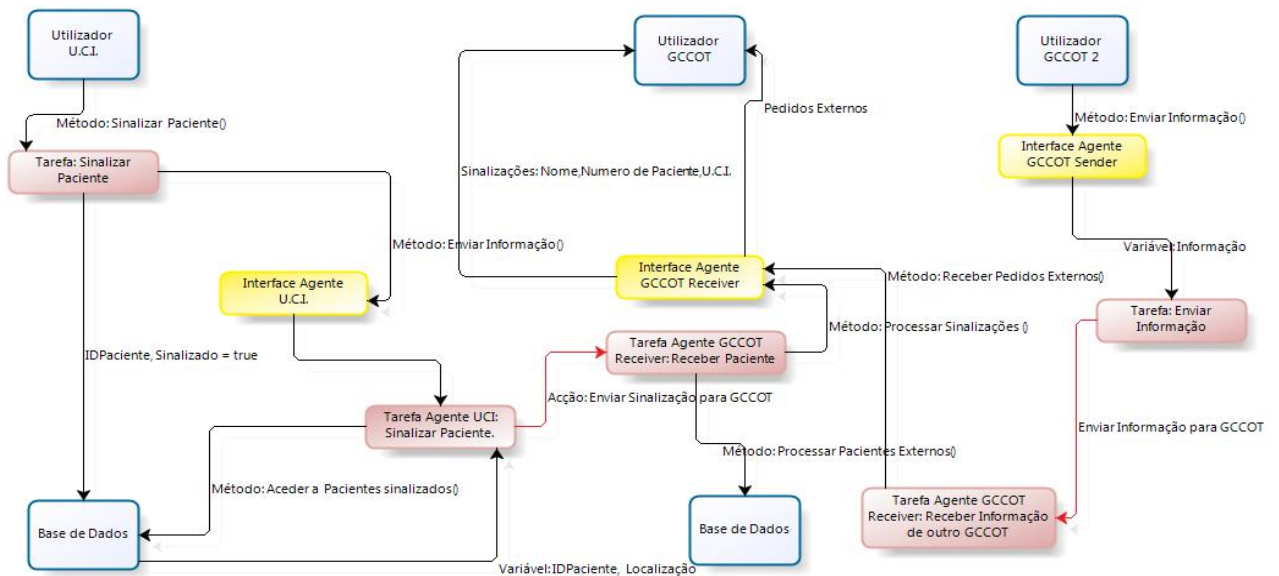 Utilizador
U.C.I.
Utilizador
GCCOT
Utilizador
GCCOT 2
Pedidos Externos
Método: Sinalizar Paciente()
Método: Enviar Informação()
Tarefa: Sinalizar
Paciente
Interface Agente
GCCOT Sender
Sinalizações: Nome,Numero de Paciente,U.C.I.
Método: Enviar Informação()
Variável: Informação
Interface Agente
U.C.I.
Interface Agente
GCCOT Receiver
Método: Receber Pedidos Externos()
Tarefa: Enviar
Informação
Método: Processar Sinalizações ()
IDPaciente, Sinalizado = true
Tarefa Agente GCCOT
Receiver: Receber Paciente
Acção: Enviar Sinalização para GCCOT
Tarefa Agente UCI:
Sinalizar Paciente.
Enviar Informação para GCCOT
Método: Processar Pacientes Externos()
Método: Aceder a Pacientes sinalizados()
Tarefa Agente GCCOT
Receiver: Receber Informação
de outro GCCOT
Base de Dados
Base de Dados
Variável: IDPaciente, Localização